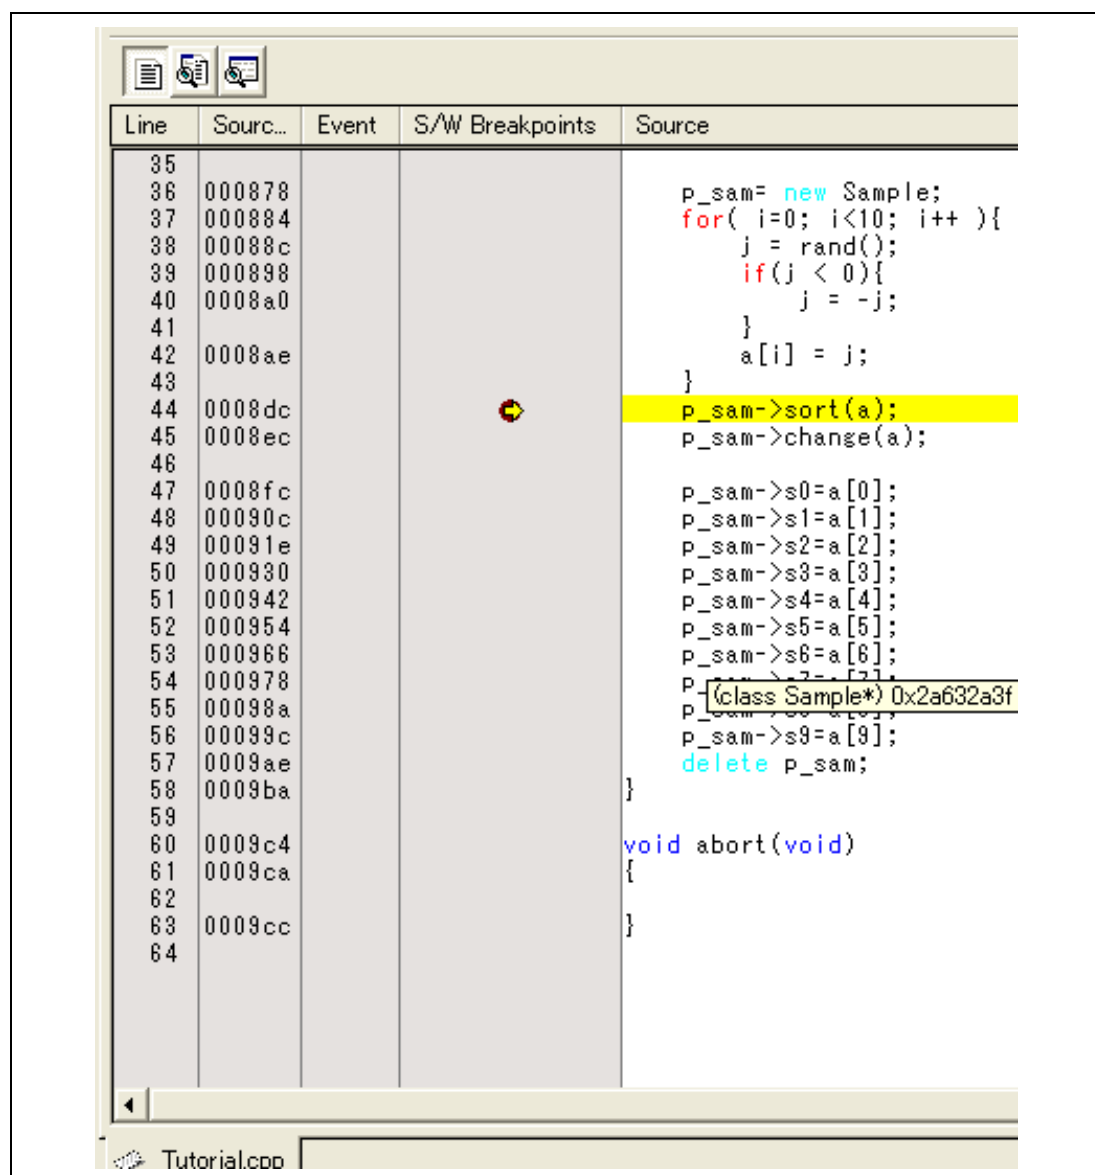 Line Sourc... Event S/W Breakpoints Source
35
36 000878 p_sam= new Sample;
37 000884 for( i=0; i<10; i++ ){
38 00088c j = rand();
39 000898 if(j < 0){
40 0008a0 j = -j;
41 }
42 0008ae a[i] = j;
43 }
44 0008dc p_sam->sort(a);
45 0008ec p_sam->change(a);
46
47 0008fc p_sam->s0=a[0];
48 00090c p_sam->s1=a[1];
49 00091e p_sam->s2=a[2];
50 000930 p_sam->s3=a[3];
51 000942 p_sam->s4=a[4];
52 000954 p_sam->s5=a[5];
53 000966 p_sam->s6=a[6];
54 000978
(class Sample*) 0x2a632a3f
55 00098a
56 00099c p_sam->s9=a[9];
57 0009ae delete p_sam;
58 0009ba }
59
60 0009c4 void abort(void)
61 0009ca {
62
63 0009cc }
64
Tutorial.cpp